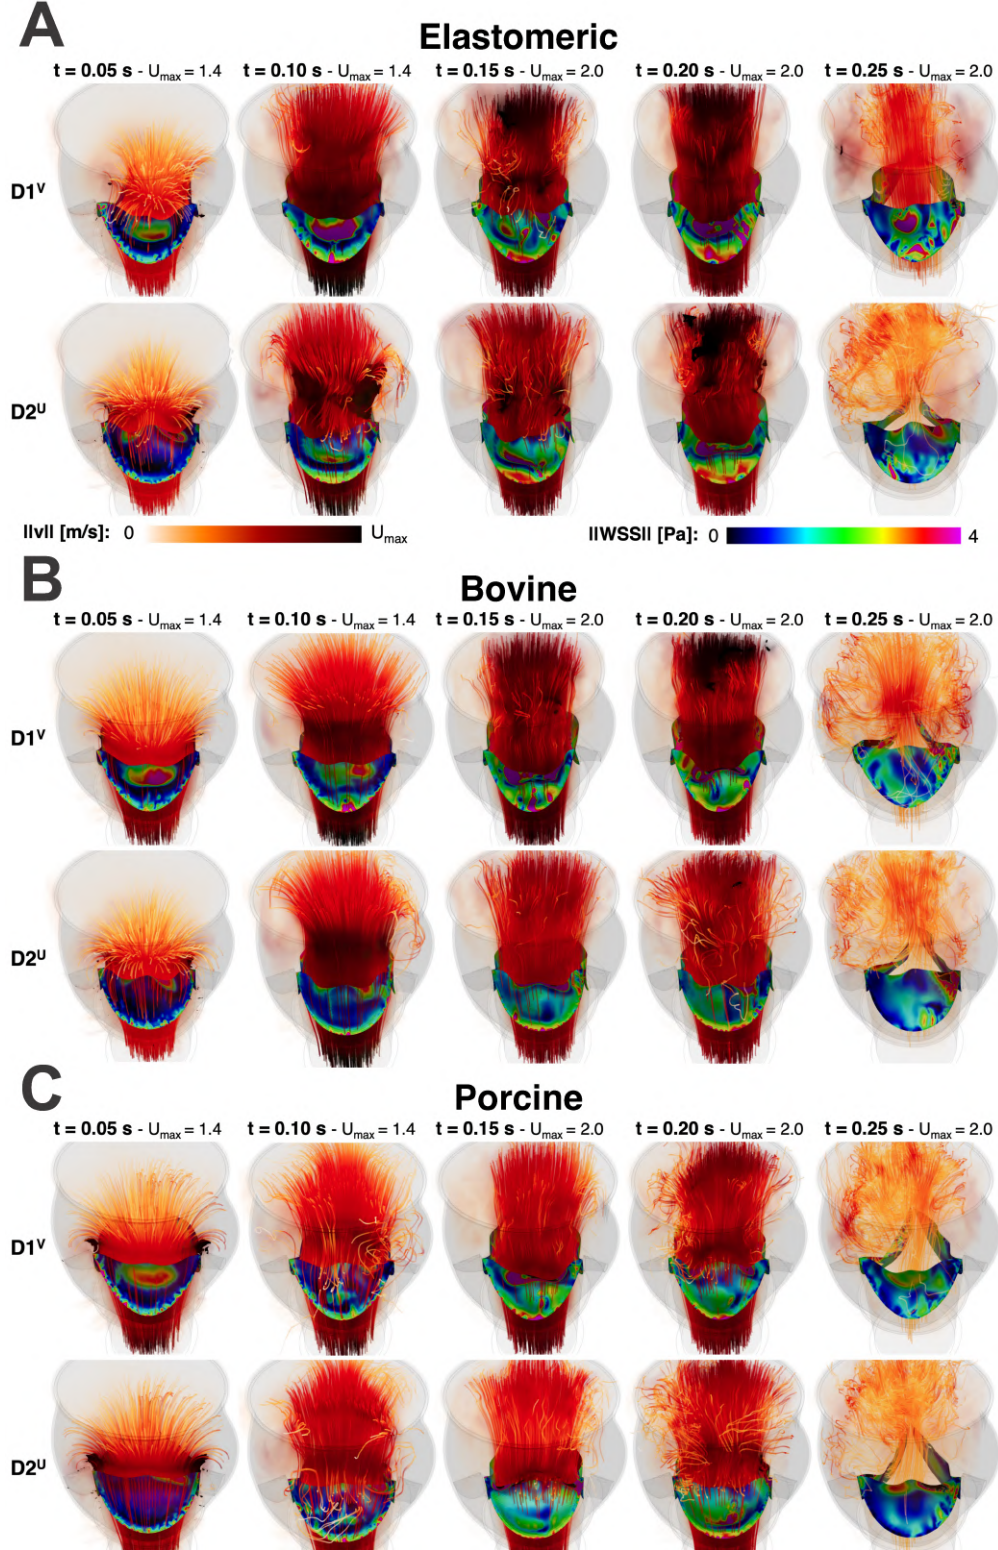 A
Elastomeric
t = 0.05 s - Umax = 1.4 t = 0.10 s - Umax = 1.4 t = 0.15 s - Umax = 2.0 t = 0.20 s - Umax = 2.0 t = 0.25 s - Umax = 2.0
D1V
D2U
||v|| [m/s]: 0 Umax ||WSS|| [Pa]: 0 4
B
Bovine
t = 0.05 s - Umax = 1.4 t = 0.10 s - Umax = 1.4 t = 0.15 s - Umax = 2.0 t = 0.20 s - Umax = 2.0 t = 0.25 s - Umax = 2.0
D1V
D2U
C
Porcine
t = 0.05 s - Umax = 1.4 t = 0.10 s - Umax = 1.4 t = 0.15 s - Umax = 2.0 t = 0.20 s - Umax = 2.0 t = 0.25 s - Umax = 2.0
D1V
D2U